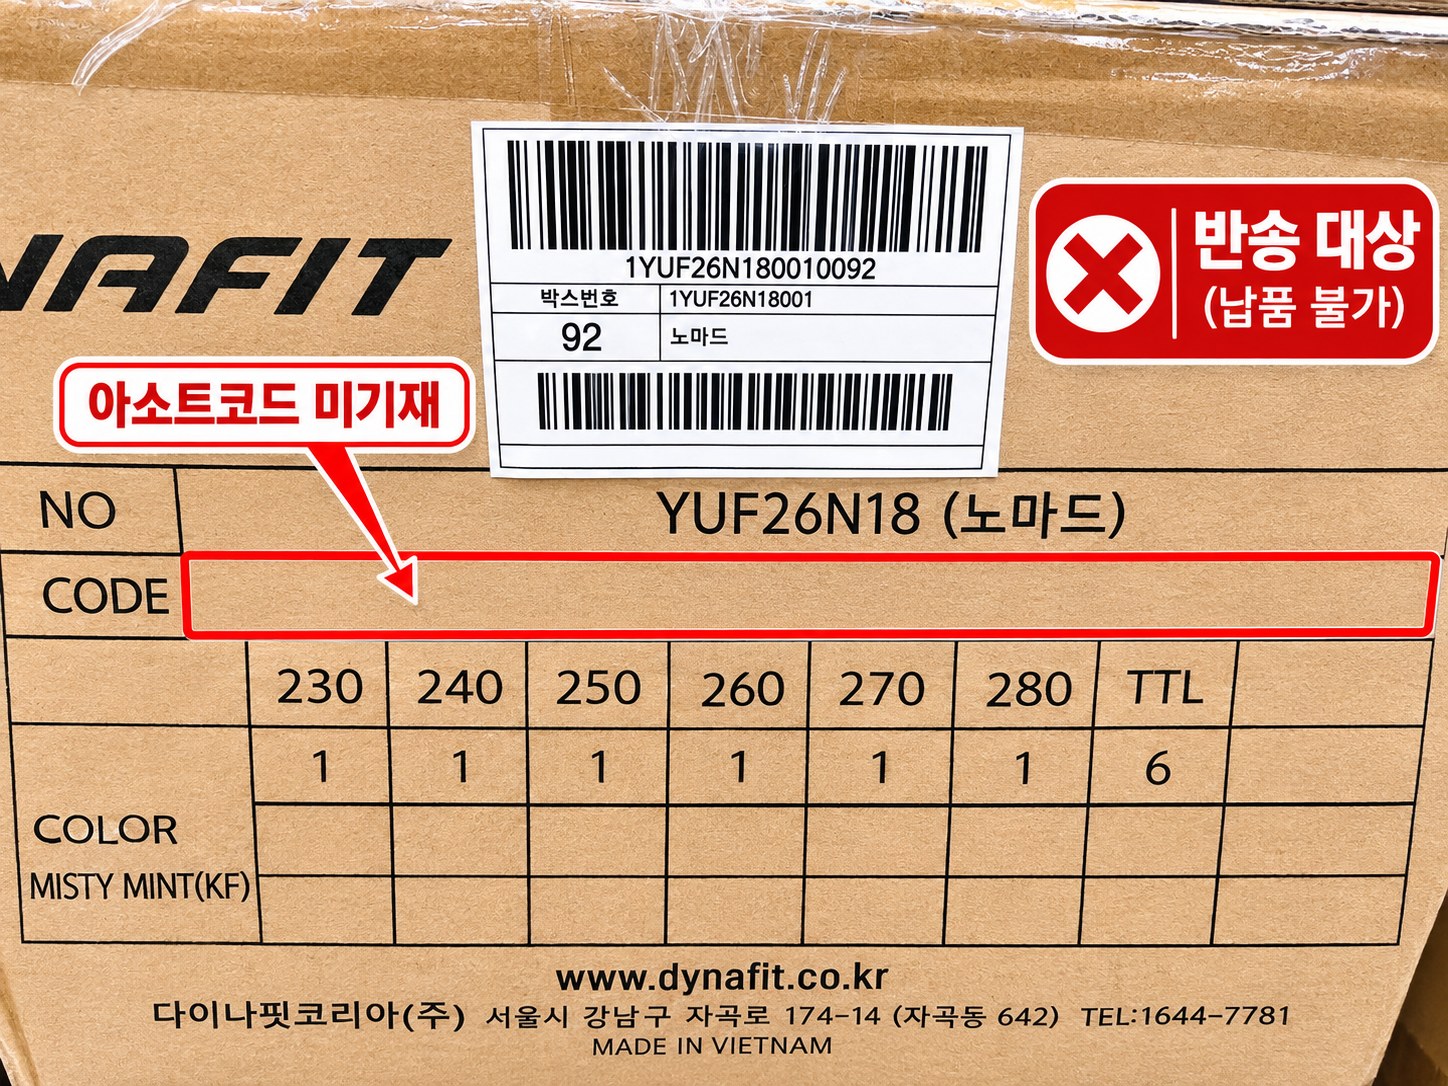 NAFIT
1YUF26N180010092
박스번호 1YUF26N18001
92 노마드
반송 대상
(납품 불가)
아소트코드 미기재
NO YUF26N18 (노마드)
CODE
230 240 250 260 270 280 TTL
1 1 1 1 1 1 6
COLOR
MISTY MINT(KF)
www.dynafit.co.kr
다이나핏코리아(주) 서울시 강남구 자곡로 174-14 (자곡동 642) TEL:1644-7781
MADE IN VIETNAM